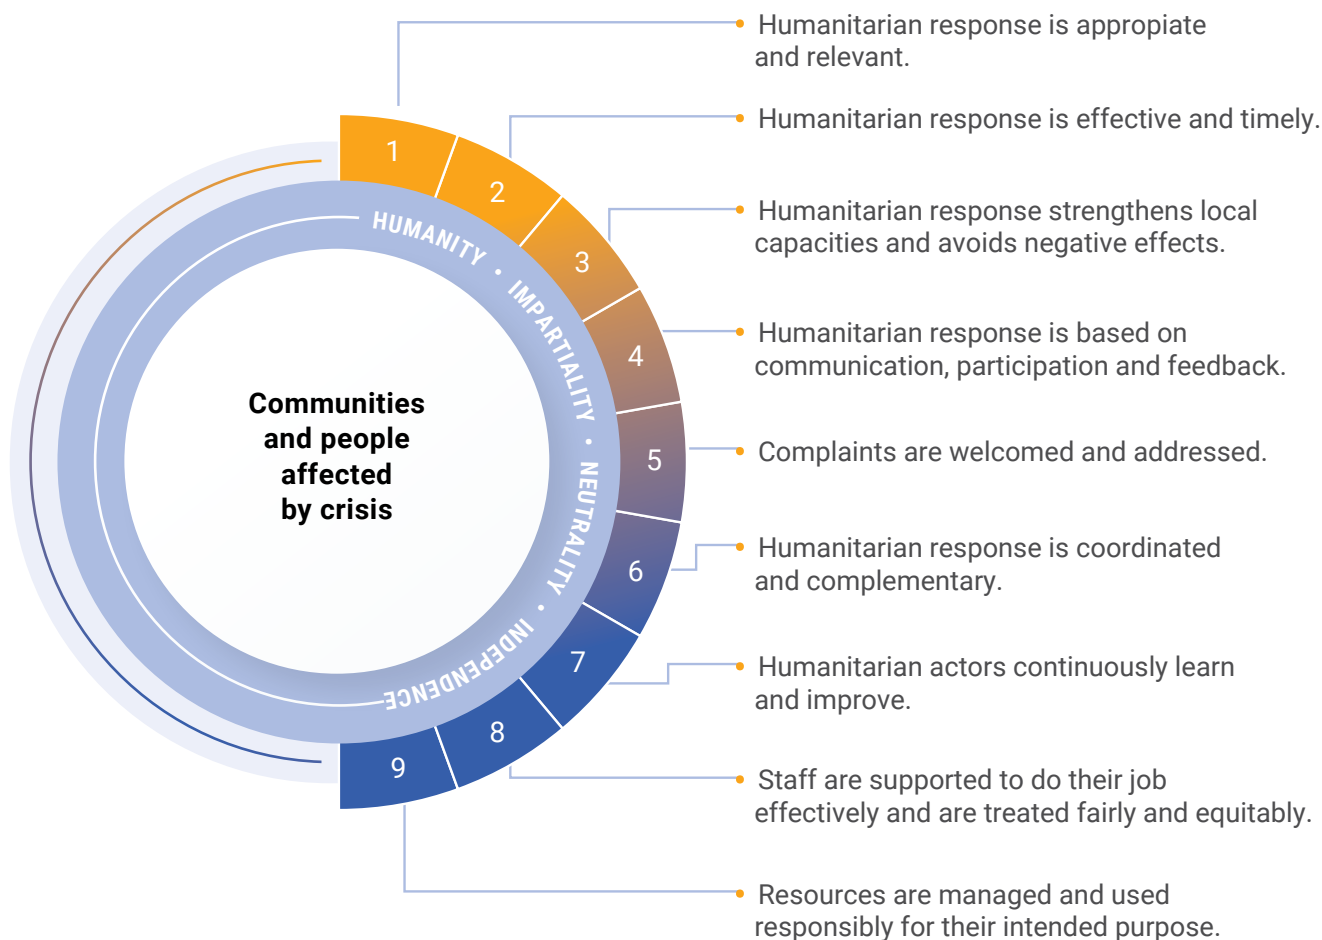 Humanitarian response is appropiate
and relevant.
Humanitarian response is effective and timely.
Humanitarian response strengthens local
capacities and avoids negative effects.
Humanitarian response is based on
communication, participation and feedback.
Complaints are welcomed and addressed.
Humanitarian response is coordinated
and complementary.
Humanitarian actors continuously learn
and improve.
Staff are supported to do their job
effectively and are treated fairly and equitably.
Resources are managed and used
responsibly for their intended purpose.
1
2
3
4
5
6
7
8
9
HUMANITY • IMPARTIALITY • NEUTRALITY • INDEPENDENCE
Communities
and people
affected
by crisis